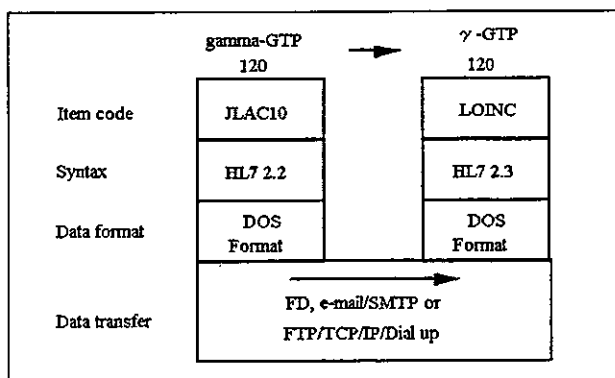 gamma-GTP γ-GTP
120 120
Item code JLAC10 LOINC
Syntax HL7 2.2 HL7 2.3
Data format DOS Format DOS Format
FD, e-mail/SMTP or
Data transfer FTP/TCP/IP/Dial up